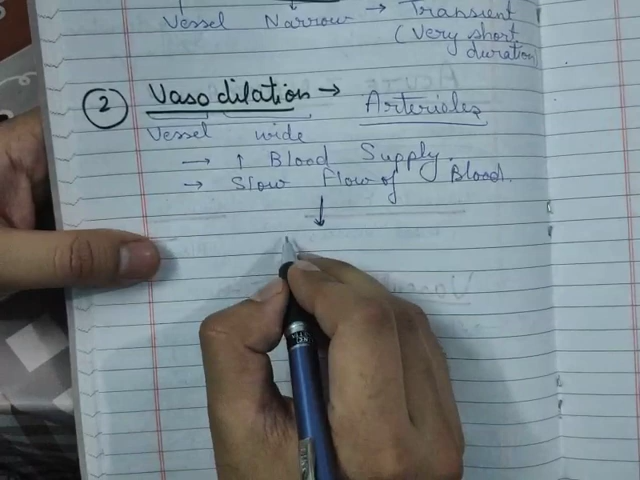 Vessel Narrow → Transient
(Very short
duration)
② Vasodilation → Arterioles
Vessel wide
→ ↑ Blood Supply.
→ Slow Flow of Blood.
↓